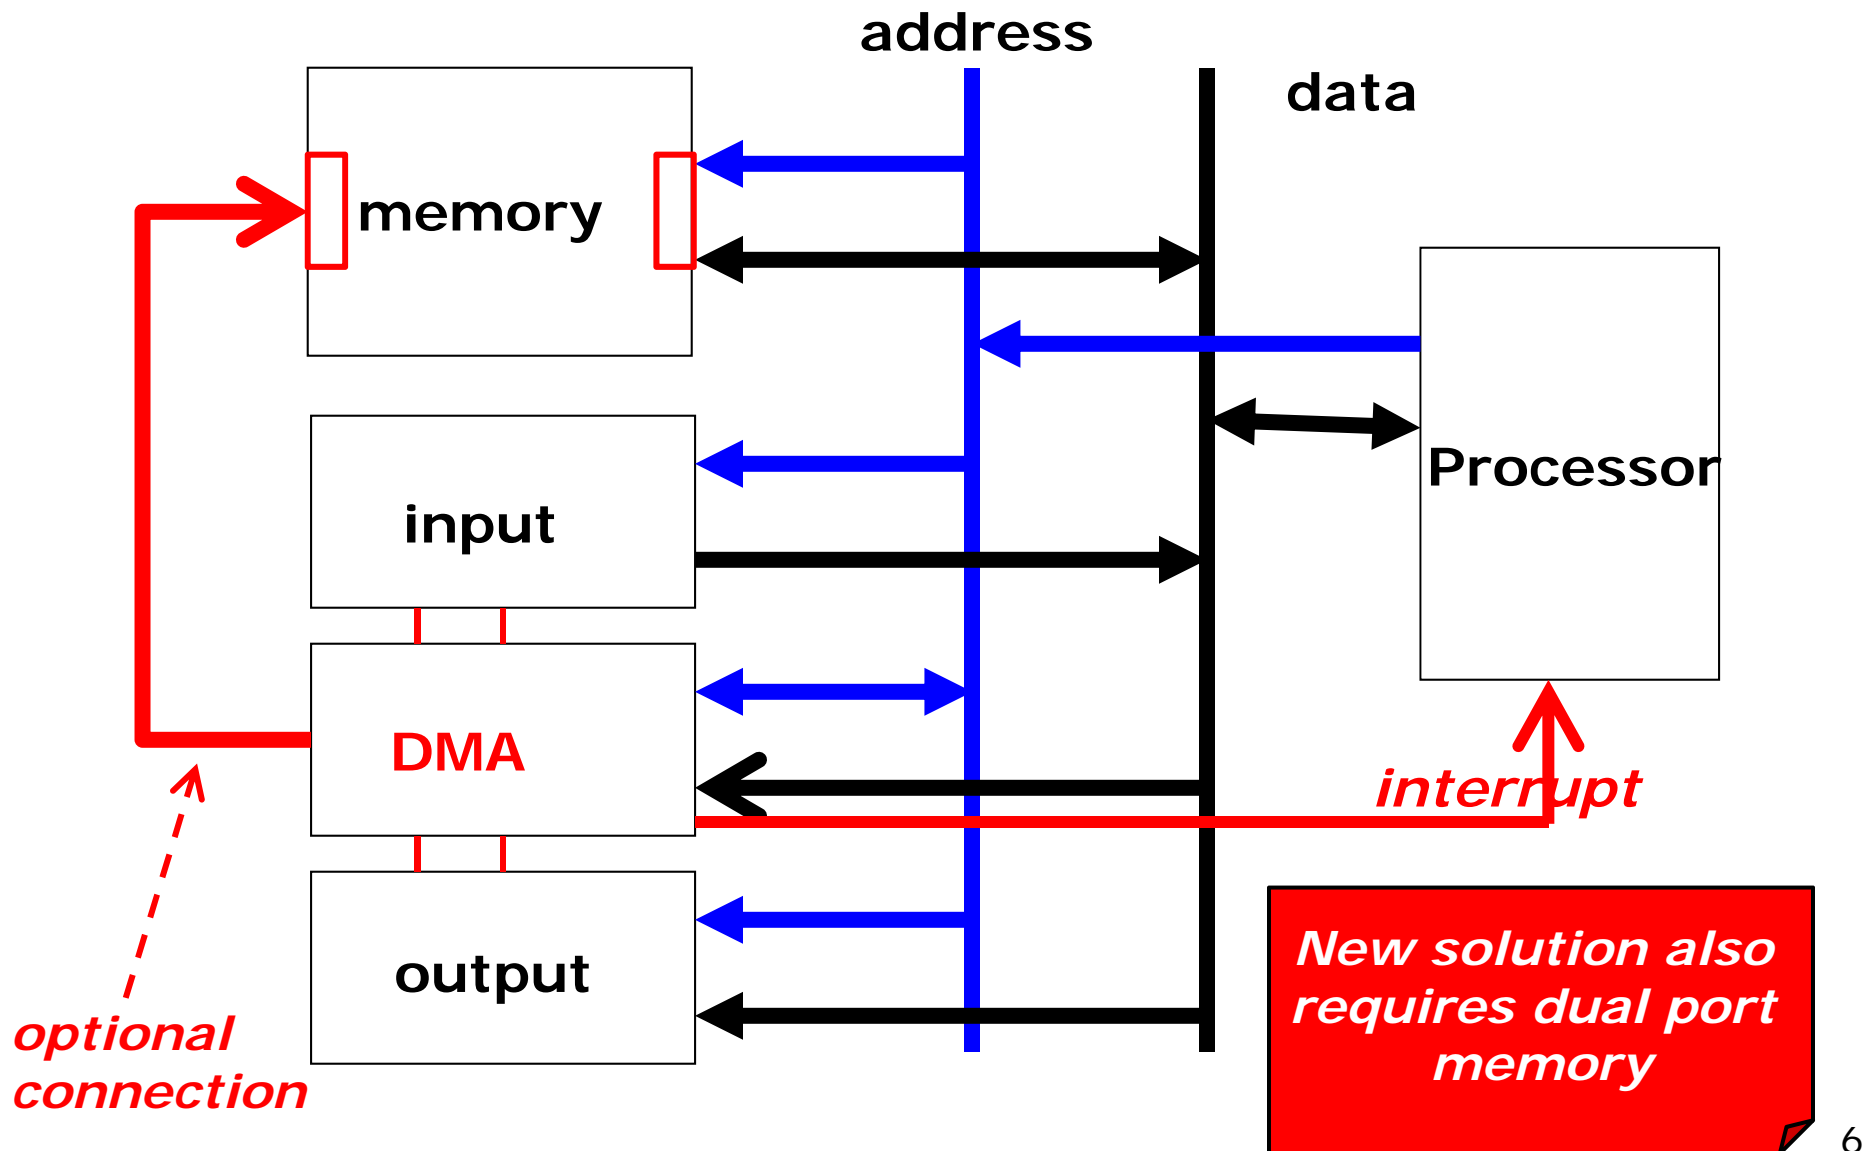 address
data
memory
Processor
input
DMA
interrupt
output
optional
connection
New solution also
requires dual port
memory
6